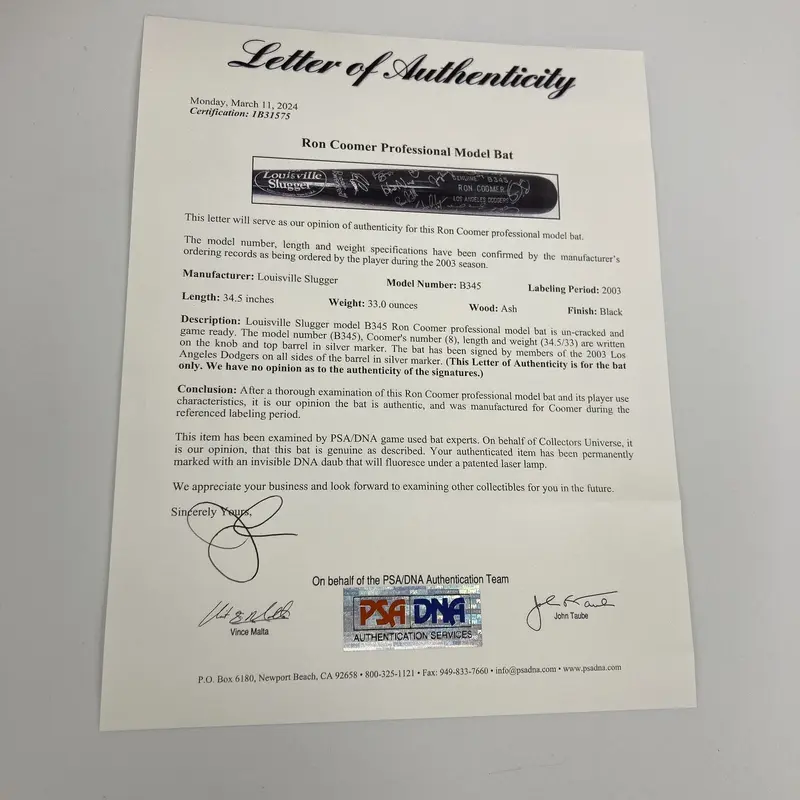 Letter of Authenticity
Monday, March 11, 2024
Certification: 1B31575
Ron Coomer Professional Model Bat
Louisville
Slugger
GENUINE B345
RON COOMER
LOS ANGELES DODGERS
This letter will serve as our opinion of authenticity for this Ron Coomer professional model bat.
The model number, length and weight specifications have been confirmed by the manufacturer's
ordering records as being ordered by the player during the 2003 season.
Manufacturer: Louisville Slugger Model Number: B345 Labeling Period: 2003
Length: 34.5 inches Weight: 33.0 ounces Wood: Ash Finish: Black
Description: Louisville Slugger model B345 Ron Coomer professional model bat is un-cracked and
game ready. The model number (B345), Coomer's number (8), length and weight (34.5/33) are written
on the knob and top barrel in silver marker. The bat has been signed by members of the 2003 Los
Angeles Dodgers on all sides of the barrel in silver marker. (This Letter of Authenticity is for the bat
only. We have no opinion as to the authenticity of the signatures.)
Conclusion: After a thorough examination of this Ron Coomer professional model bat and its player use
characteristics, it is our opinion the bat is authentic, and was manufactured for Coomer during the
referenced labeling period.
This item has been examined by PSA/DNA game used bat experts. On behalf of Collectors Universe, it
is our opinion, that this bat is genuine as described. Your authenticated item has been permanently
marked with an invisible DNA daub that will fluoresce under a patented laser lamp.
We appreciate your business and look forward to examining other collectibles for you in the future.
Sincerely Yours,
On behalf of the PSA/DNA Authentication Team
Vince Malta
PSA DNA
AUTHENTICATION SERVICES
John Taube
P.O. Box 6180, Newport Beach, CA 92658 • 800-325-1121 • Fax: 949-833-7660 • info@psadna.com • www.psadna.com